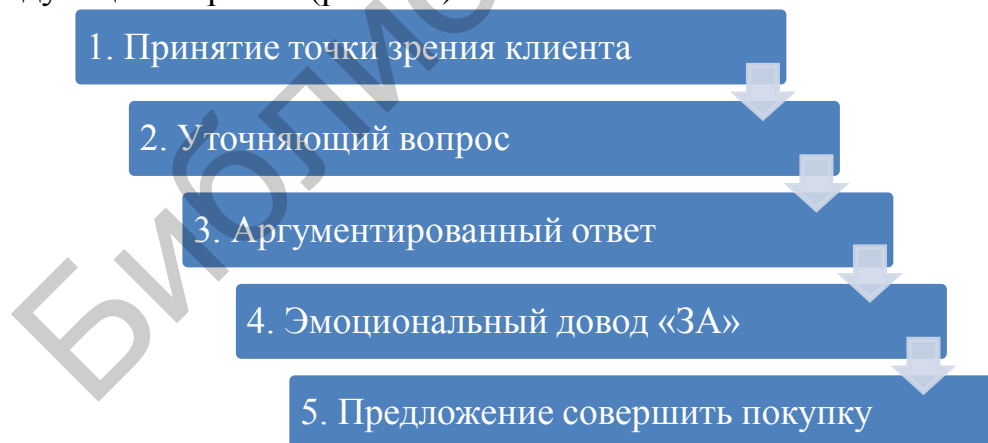 1. Принятие точки зрения клиента
2. Уточняющий вопрос
3. Аргументированный ответ
4. Эмоциональный довод «ЗА»
5. Предложение совершить покупку